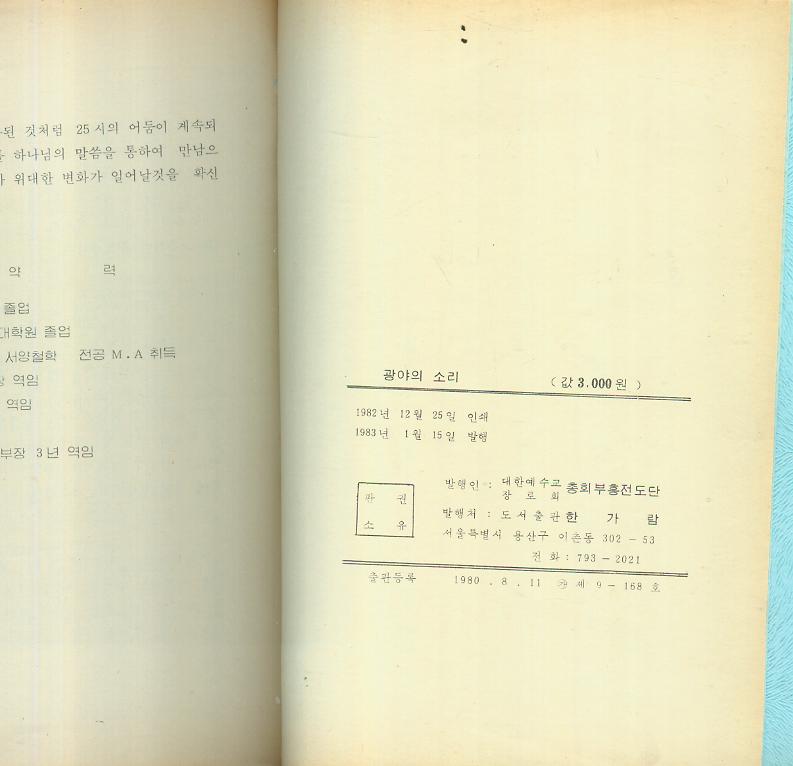 된 것처럼 25시의 어둠이 계속되
하나님의 말씀을 통하여 만남으
위대한 변화가 일어날것을 확신
약 력
졸업
대학원 졸업
서양철학 전공 M.A 취득
역임
역임
부장 3년 역임
광야의 소리 (값 3,000원)
1982년 12월 25일 인쇄
1983년 1월 15일 발행
판 권
소 유
발행인 : 대한예수교 장로회 총회부흥전도단
발행처 : 도서출판 한 가 람
서울특별시 용산구 이촌동 302-53
전화 : 793-2021
출판등록 1980.8.11 제 9-168호